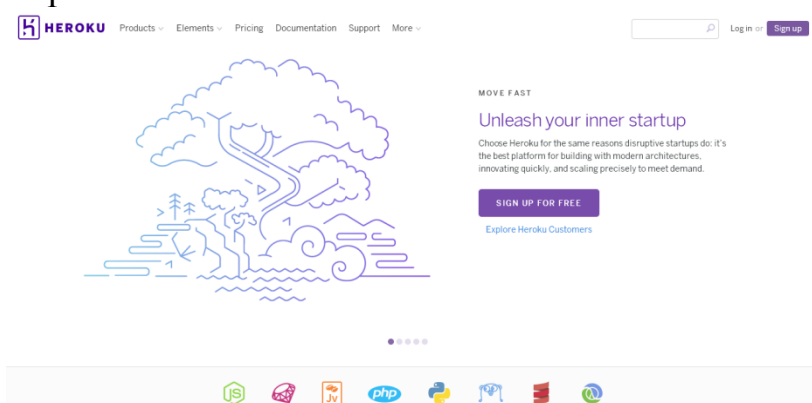 HEROKU Products Elements Pricing Documentation Support More Log in or Sign up
MOVE FAST
Unleash your inner startup
Choose Heroku for the same reasons disruptive startups do: it's
the best platform for building with modern architectures,
innovating quickly, and scaling precisely to meet demand.
SIGN UP FOR FREE
Explore Heroku Customers
JS JV php